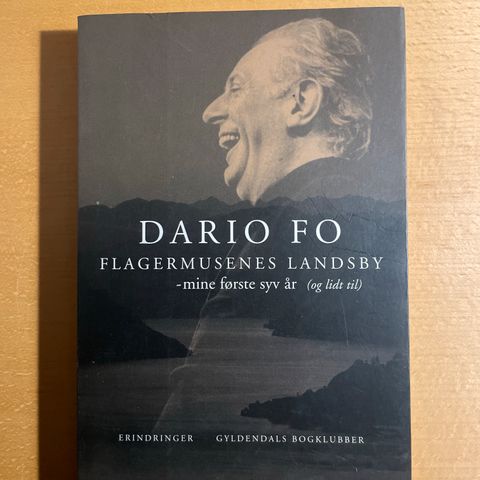 DARIO FO
FLAGERMUSENES LANDSBY
-mine første syv år (og lidt til)
ERINDRINGER GYLDENDALS BOGKLUBBER